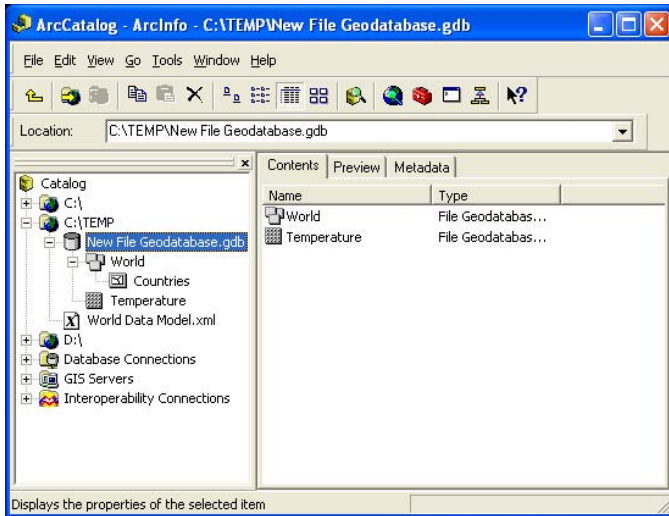 ArcCatalog - ArcInfo - C:\TEMP\New File Geodatabase.gdb
File Edit View Go Tools Window Help
Location: C:\TEMP\New File Geodatabase.gdb
Catalog
C:\
C:\TEMP
New File Geodatabase.gdb
World
Countries
Temperature
World Data Model.xml
D:\
Database Connections
GIS Servers
Interoperability Connections
Contents Preview Metadata
Name Type
World File Geodatabas...
Temperature File Geodatabas...
Displays the properties of the selected item